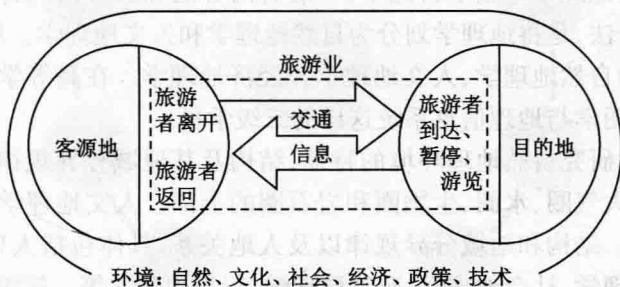 旅游业
旅游
者离开
交通
信息
旅游者
返回
客源地
旅游者
到达、
暂停、
游览
目的地
环境：自然、文化、社会、经济、政策、技术